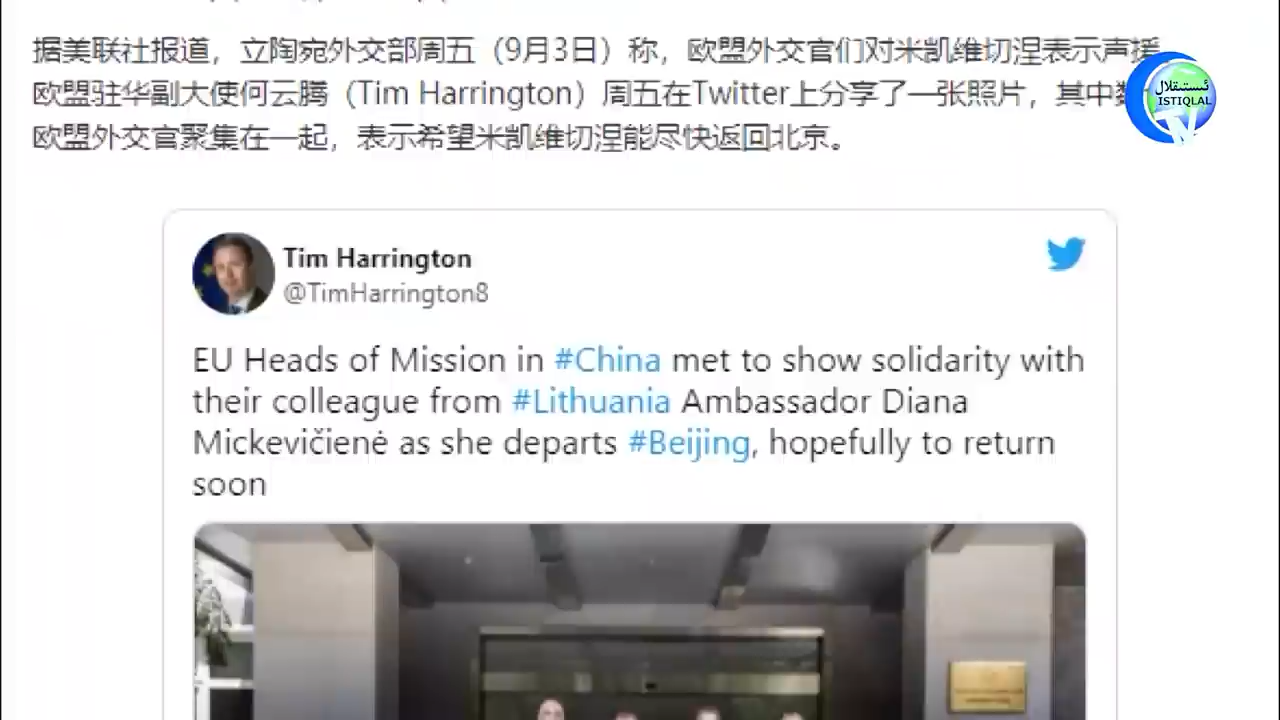 据美联社报道，立陶宛外交部周五（9月3日）称，欧盟外交官们对米凯维切涅表示声援
欧盟驻华副大使何云腾（Tim Harrington）周五在Twitter上分享了一张照片，其中
欧盟外交官聚集在一起，表示希望米凯维切涅能尽快返回北京。
ئىستىقلال
ISTIQLAL
TV
Tim Harrington
@TimHarrington8
EU Heads of Mission in #China met to show solidarity with
their colleague from #Lithuania Ambassador Diana
Mickevičienė as she departs #Beijing, hopefully to return
soon